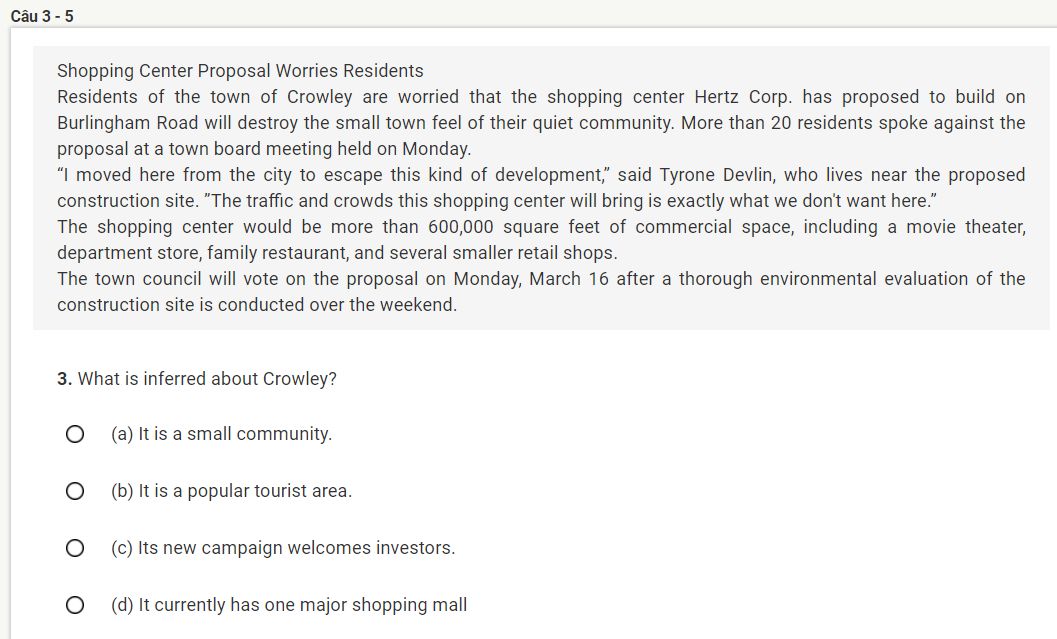 Câu 3 - 5
Shopping Center Proposal Worries Residents
Residents of the town of Crowley are worried that the shopping center Hertz Corp. has proposed to build on
Burlingham Road will destroy the small town feel of their quiet community. More than 20 residents spoke against the
proposal at a town board meeting held on Monday.
“I moved here from the city to escape this kind of development,” said Tyrone Devlin, who lives near the proposed
construction site. ”The traffic and crowds this shopping center will bring is exactly what we don't want here.”
The shopping center would be more than 600,000 square feet of commercial space, including a movie theater,
department store, family restaurant, and several smaller retail shops.
The town council will vote on the proposal on Monday, March 16 after a thorough environmental evaluation of the
construction site is conducted over the weekend.
3. What is inferred about Crowley?
(a) It is a small community.
(b) It is a popular tourist area.
(c) Its new campaign welcomes investors.
(d) It currently has one major shopping mall